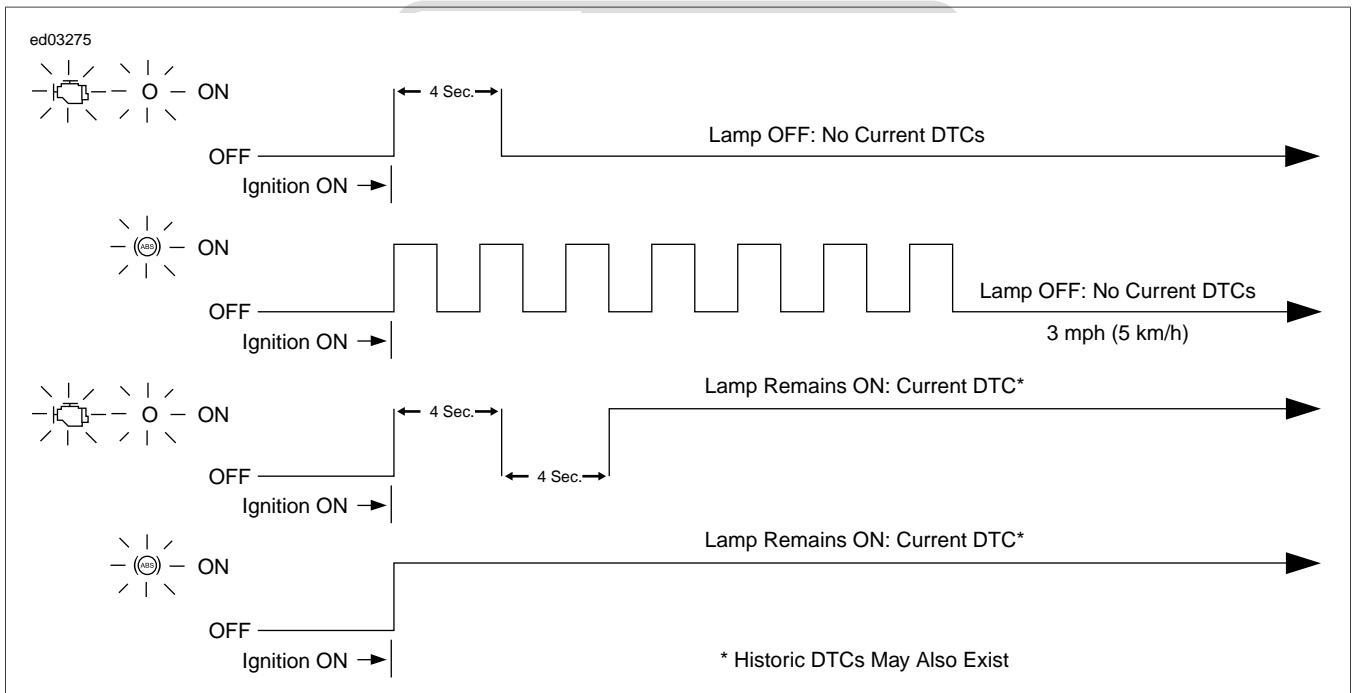 ed03275
O ON
4 Sec.
Lamp OFF: No Current DTCs
OFF
Ignition ON
ABS ON
Lamp OFF: No Current DTCs
OFF
3 mph (5 km/h)
Ignition ON
Lamp Remains ON: Current DTC*
O ON
4 Sec.
OFF
4 Sec.
Ignition ON
Lamp Remains ON: Current DTC*
ABS ON
OFF
Ignition ON
* Historic DTCs May Also Exist